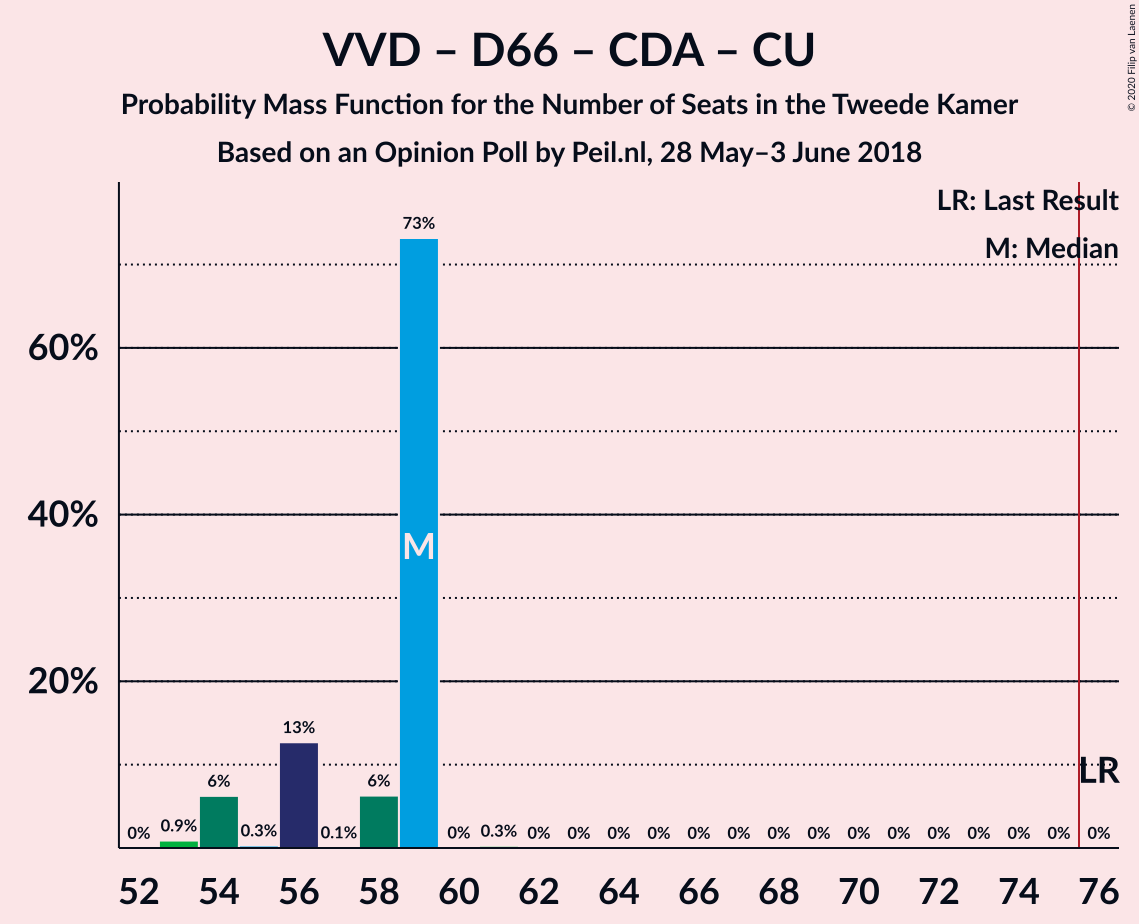 VVD – D66 – CDA – CU
Probability Mass Function for the Number of Seats in the Tweede Kamer
Based on an Opinion Poll by Peil.nl, 28 May–3 June 2018
© 2020 Filip van Laenen
LR: Last Result
M: Median
60%
40%
20%
0% 0.9% 6% 0.3% 13% 0.1% 6% 73% 0% 0.3% 0% 0% 0% 0% 0% 0% 0% 0% 0% 0% 0% 0% 0% 0% 0%
M
LR
52 54 56 58 60 62 64 66 68 70 72 74 76